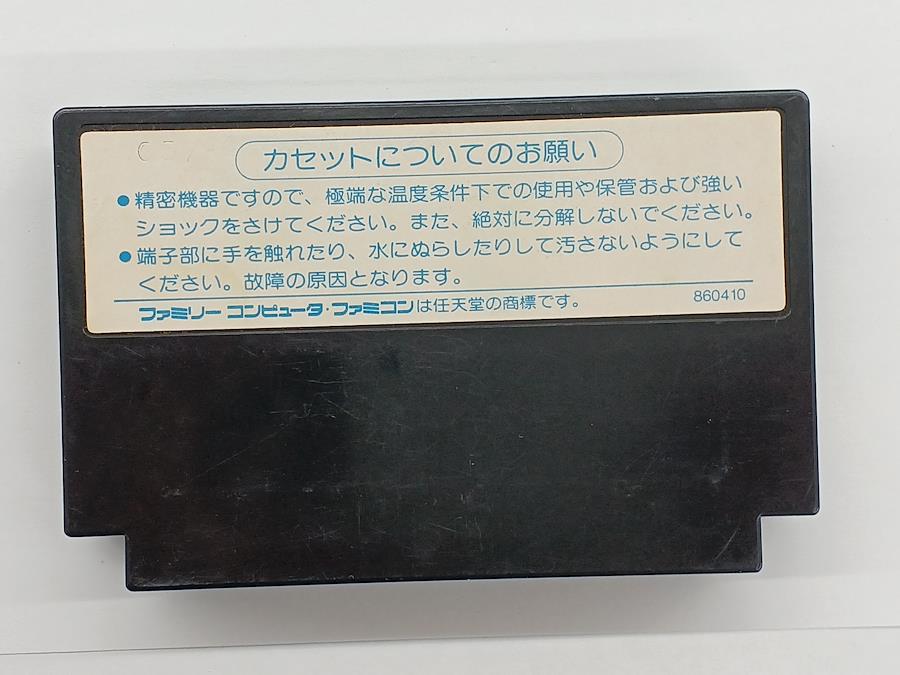 カセットについてのお願い
●精密機器ですので、極端な温度条件下での使用や保管および強い
ショックをさけてください。また、絶対に分解しないでください。
●端子部に手を触れたり、水にぬらしたりして汚さないようにして
ください。故障の原因となります。
ファミリー コンピュータ・ファミコンは任天堂の商標です。 860410